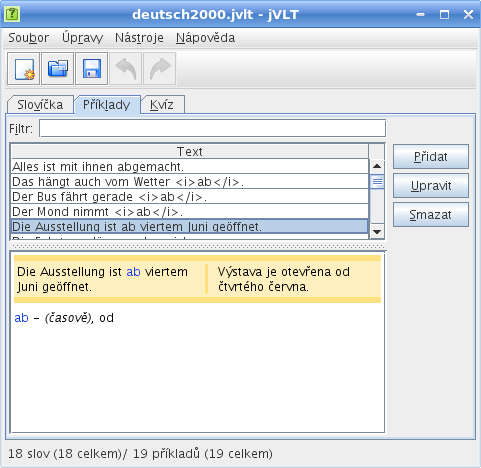 deutsch2000.jvlt - jVLT
Soubor Úpravy Nástroje Nápověda
Slovíčka Příklady Kvíz
Filtr:
Text
Alles ist mit ihnen abgemacht.
Das hängt auch vom Wetter <i>ab</i>.
Der Bus fährt gerade <i>ab</i>.
Der Mond nimmt <i>ab</i>.
Die Ausstellung ist ab viertem Juni geöffnet.
Přidat
Upravit
Smazat
Die Ausstellung ist ab viertem
Juni geöffnet.
Výstava je otevřena od
čtvrtého června.
ab – (časově), od
18 slov (18 celkem)/ 19 příkladů (19 celkem)